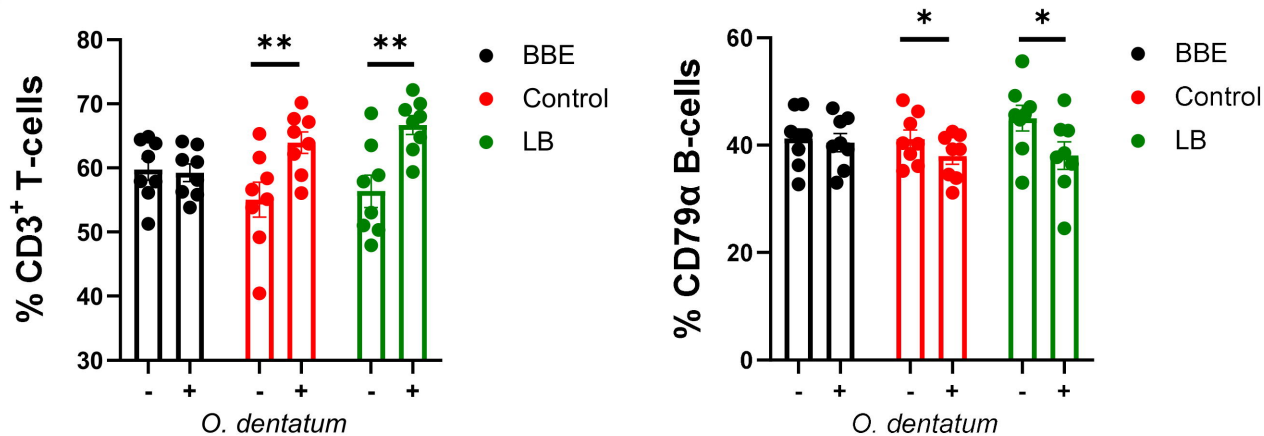 % CD3⁺ T-cells
80
70
60
50
40
30
** **
- + - + - +
O. dentatum
BBE
Control
LB
% CD79α B-cells
60
40
20
0
* *
- + - + - +
O. dentatum
BBE
Control
LB